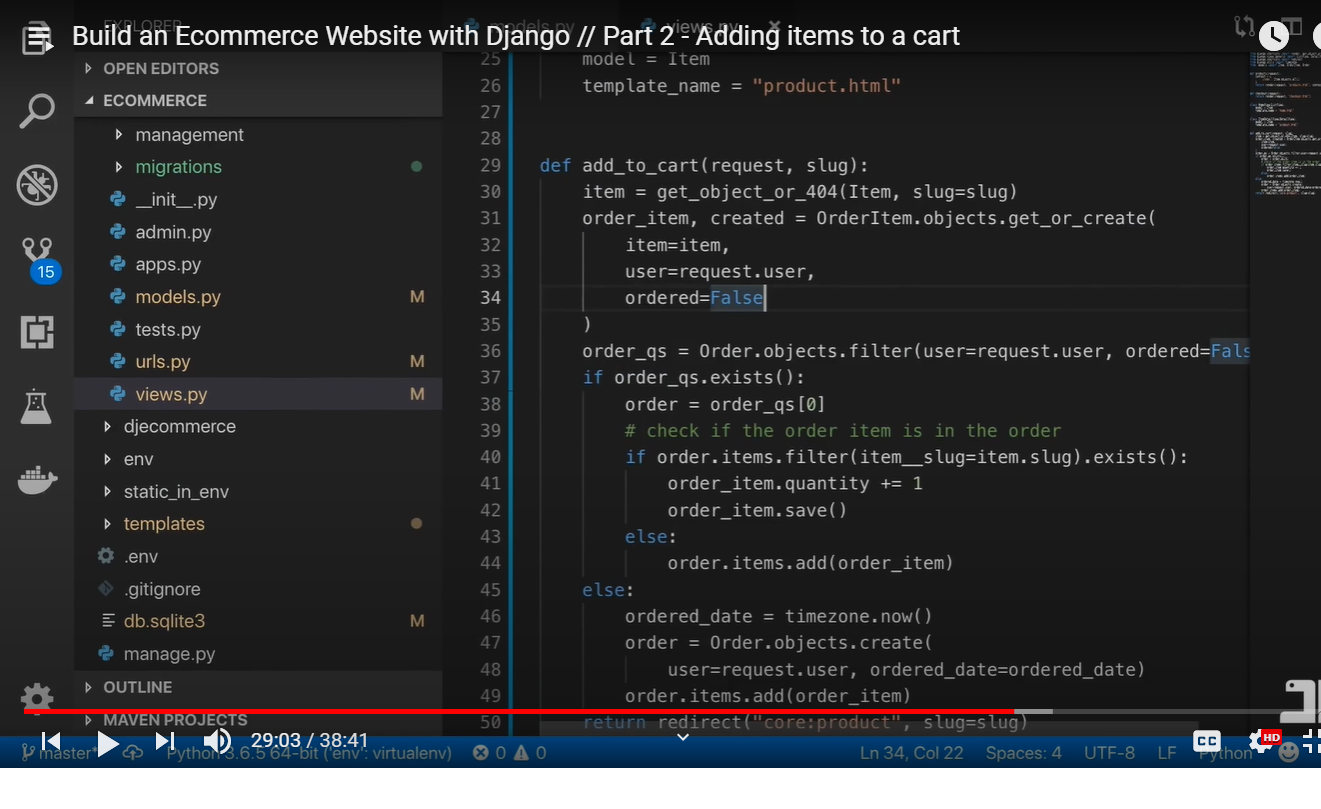 EXPLORER
models.py
views.py
Build an Ecommerce Website with Django // Part 2 - Adding items to a cart
OPEN EDITORS
ECOMMERCE
management
migrations
__init__.py
admin.py
apps.py
models.py M
tests.py
urls.py M
views.py M
djecommerce
env
static_in_env
templates
.env
.gitignore
db.sqlite3 M
manage.py
OUTLINE
MAVEN PROJECTS
15
25 model = Item
26 template_name = "product.html"
27
28
29 def add_to_cart(request, slug):
30 item = get_object_or_404(Item, slug=slug)
31 order_item, created = OrderItem.objects.get_or_create(
32 item=item,
33 user=request.user,
34 ordered=False
35 )
36 order_qs = Order.objects.filter(user=request.user, ordered=Fals
37 if order_qs.exists():
38 order = order_qs[0]
39 # check if the order item is in the order
40 if order.items.filter(item__slug=item.slug).exists():
41 order_item.quantity += 1
42 order_item.save()
43 else:
44 order.items.add(order_item)
45 else:
46 ordered_date = timezone.now()
47 order = Order.objects.create(
48 user=request.user, ordered_date=ordered_date)
49 order.items.add(order_item)
50 return redirect("core:product", slug=slug)
29:03 / 38:41
CC
HD
master* Python 3.6.5 64-bit ('env': virtualenv) 0 0 Ln 34, Col 22 Spaces: 4 UTF-8 LF Python